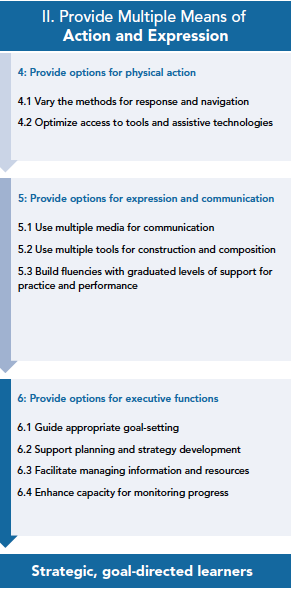 II. Provide Multiple Means of
Action and Expression
4: Provide options for physical action
4.1 Vary the methods for response and navigation
4.2 Optimize access to tools and assistive technologies
5: Provide options for expression and communication
5.1 Use multiple media for communication
5.2 Use multiple tools for construction and composition
5.3 Build fluencies with graduated levels of support for
practice and performance
6: Provide options for executive functions
6.1 Guide appropriate goal-setting
6.2 Support planning and strategy development
6.3 Facilitate managing information and resources
6.4 Enhance capacity for monitoring progress
Strategic, goal-directed learners